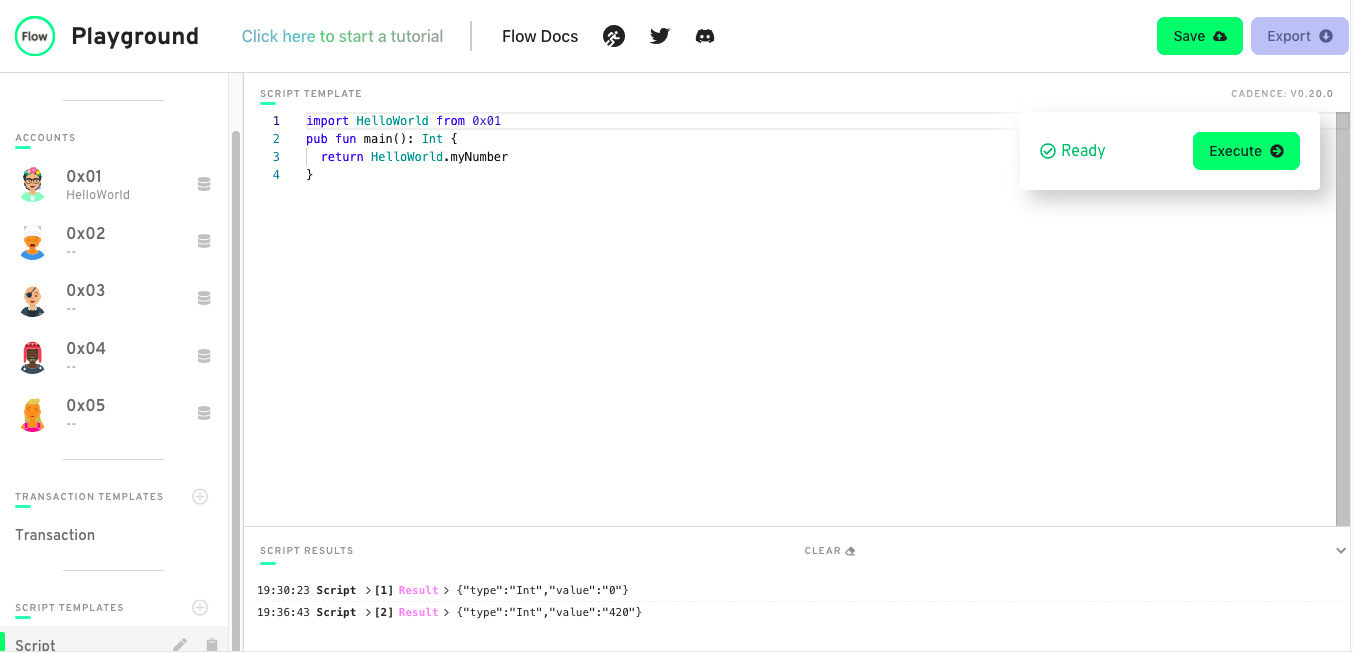 Flow Playground Click here to start a tutorial Flow Docs Save Export
ACCOUNTS
0x01
HelloWorld
0x02
--
0x03
--
0x04
--
0x05
--
TRANSACTION TEMPLATES
Transaction
SCRIPT TEMPLATES
Script
SCRIPT TEMPLATE CADENCE: V0.20.0
1 import HelloWorld from 0x01
2 pub fun main(): Int {
3 return HelloWorld.myNumber
4 }
Ready Execute
SCRIPT RESULTS CLEAR
19:30:23 Script >[1] Result > {"type":"Int","value":"0"}
19:36:43 Script >[2] Result > {"type":"Int","value":"420"}